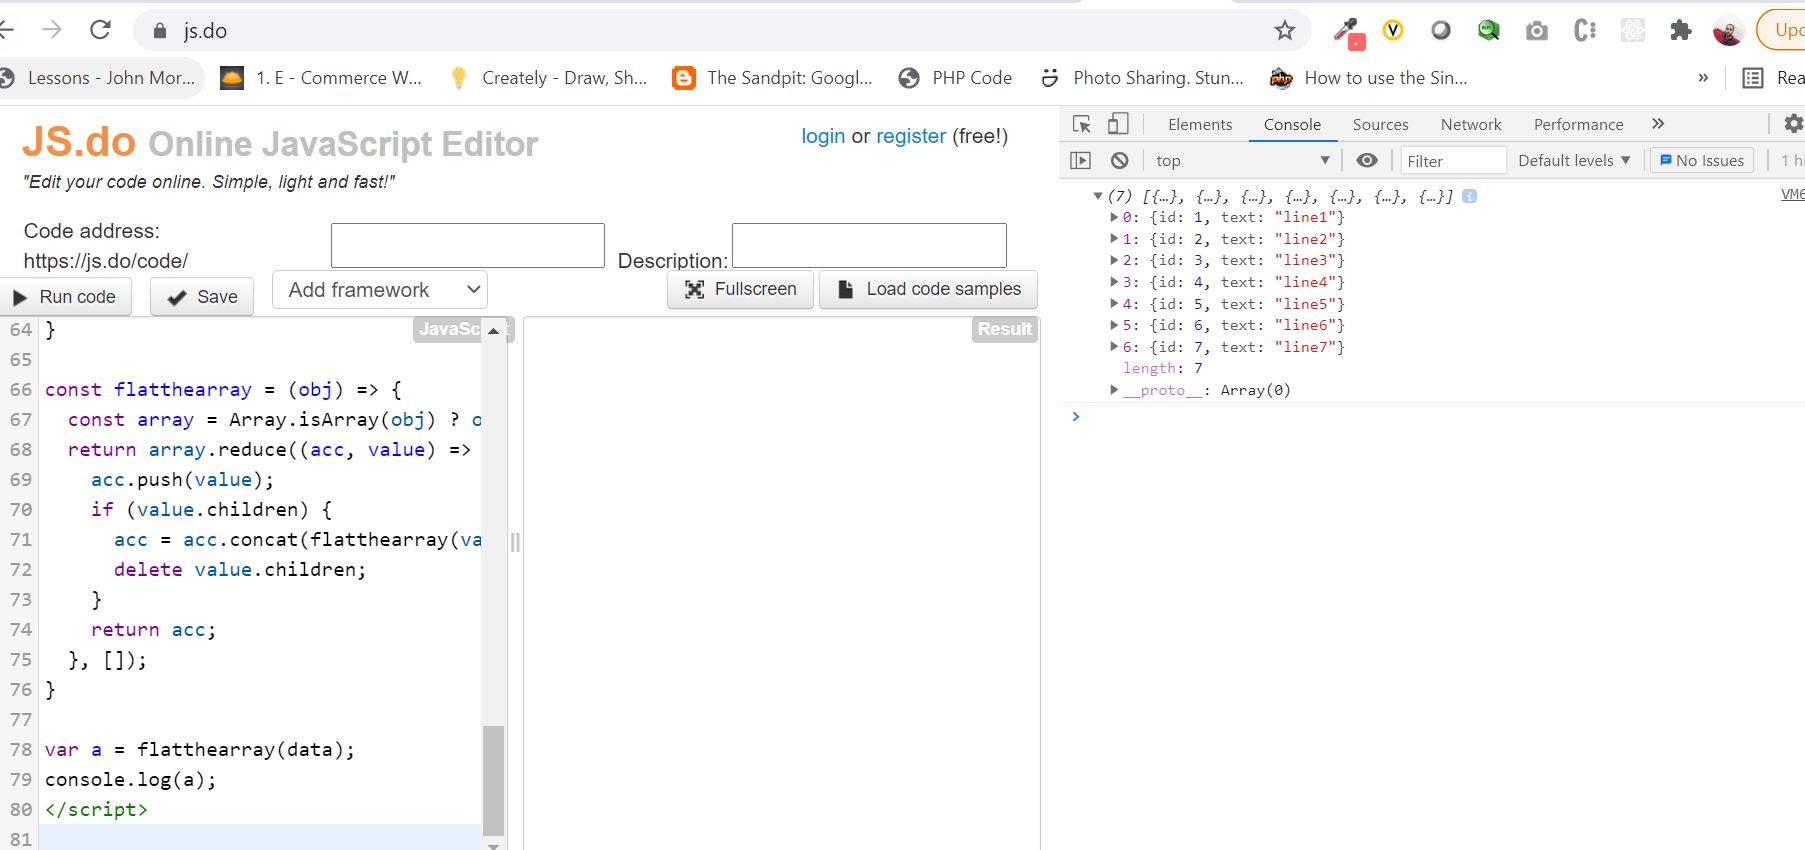 js.do
Upd
Lessons - John Mor...
1. E - Commerce W...
Creately - Draw, Sh...
The Sandpit: Googl...
PHP Code
Photo Sharing. Stun...
How to use the Sin...
»
Rea
JS.do Online JavaScript Editor
"Edit your code online. Simple, light and fast!"
login or register (free!)
Code address:
https://js.do/code/
Description:
Run code
Save
Add framework
Fullscreen
Load code samples
JavaSc
Result
64 }
65
66 const flatthearray = (obj) => {
67 const array = Array.isArray(obj) ? o
68 return array.reduce((acc, value) =>
69 acc.push(value);
70 if (value.children) {
71 acc = acc.concat(flatthearray(va
72 delete value.children;
73 }
74 return acc;
75 }, []);
76 }
77
78 var a = flatthearray(data);
79 console.log(a);
80 </script>
81
Elements Console Sources Network Performance »
top Filter Default levels No Issues 1 hi
(7) [{…}, {…}, {…}, {…}, {…}, {…}, {…}] i VM6
0: {id: 1, text: "line1"}
1: {id: 2, text: "line2"}
2: {id: 3, text: "line3"}
3: {id: 4, text: "line4"}
4: {id: 5, text: "line5"}
5: {id: 6, text: "line6"}
6: {id: 7, text: "line7"}
length: 7
__proto__: Array(0)
>